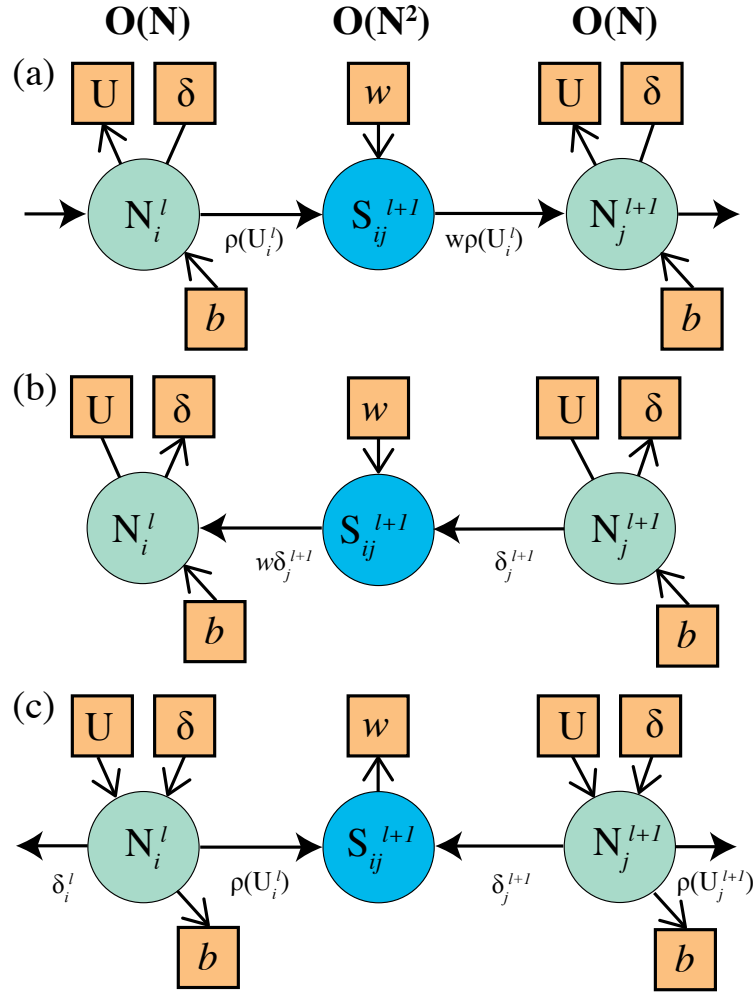 O(N) O(N²) O(N)
(a)
U δ w U δ
N_i^l S_ij^{l+1} N_j^{l+1}
ρ(U_i^l) wρ(U_i^l)
b b
(b)
U δ w U δ
N_i^l S_ij^{l+1} N_j^{l+1}
wδ_j^{l+1} δ_j^{l+1}
b b
(c)
U δ w U δ
N_i^l S_ij^{l+1} N_j^{l+1}
δ_i^l ρ(U_i^l) δ_j^{l+1} ρ(U_j^{l+1})
b b